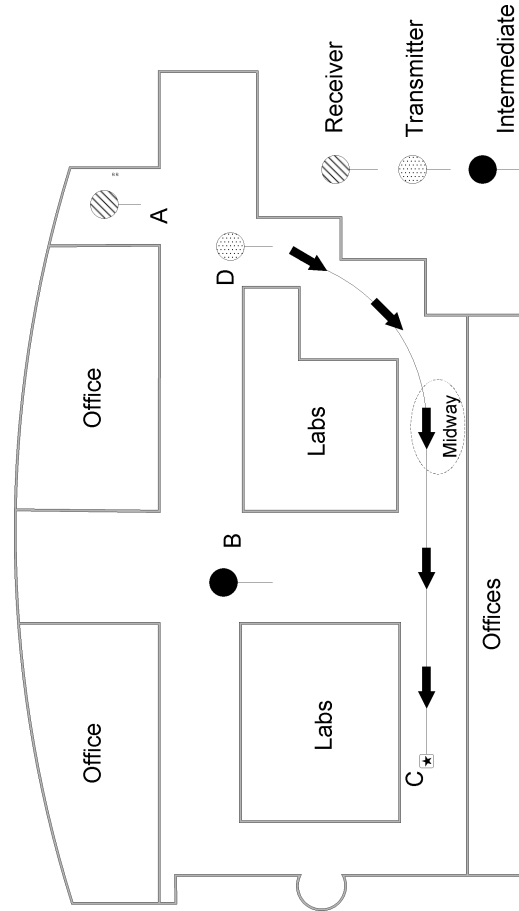 Receiver
Transmitter
Intermediate
A
D
Office
Labs
Midway
B
Offices
Office
Labs
C